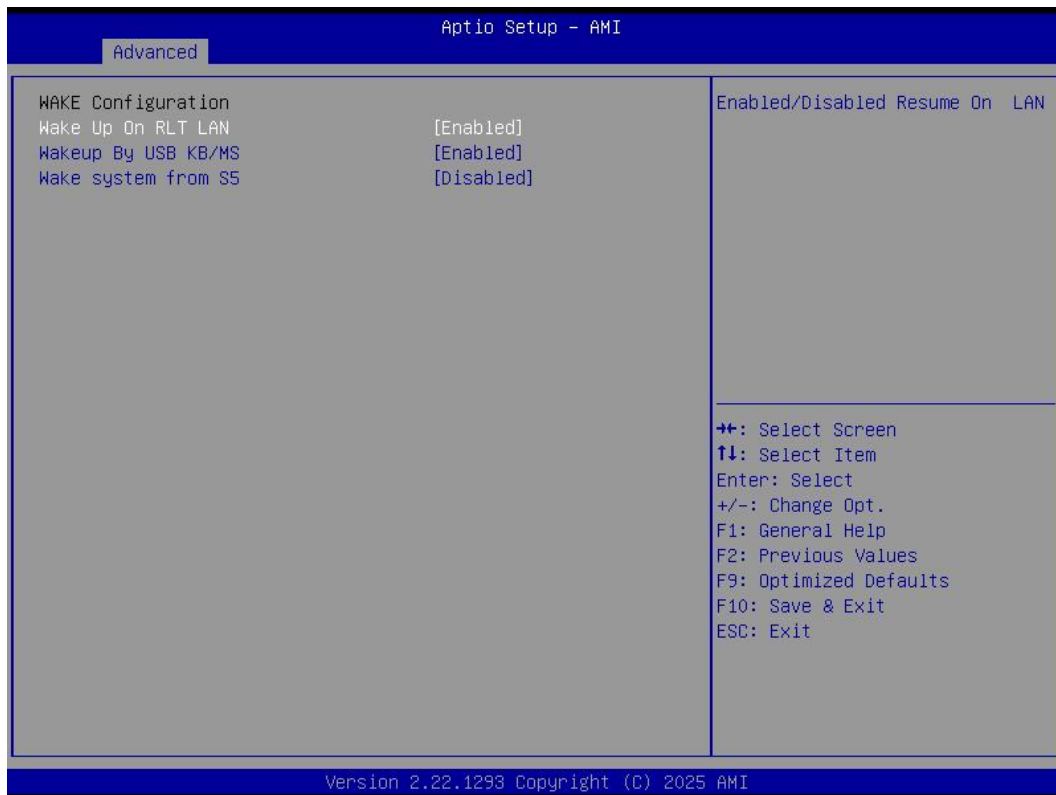 Aptio Setup – AMI
Advanced
WAKE Configuration
Wake Up On RLT LAN [Enabled]
Wakeup By USB KB/MS [Enabled]
Wake system from S5 [Disabled]
Enabled/Disabled Resume On LAN
→←: Select Screen
↑↓: Select Item
Enter: Select
+/-: Change Opt.
F1: General Help
F2: Previous Values
F9: Optimized Defaults
F10: Save & Exit
ESC: Exit
Version 2.22.1293 Copyright (C) 2025 AMI